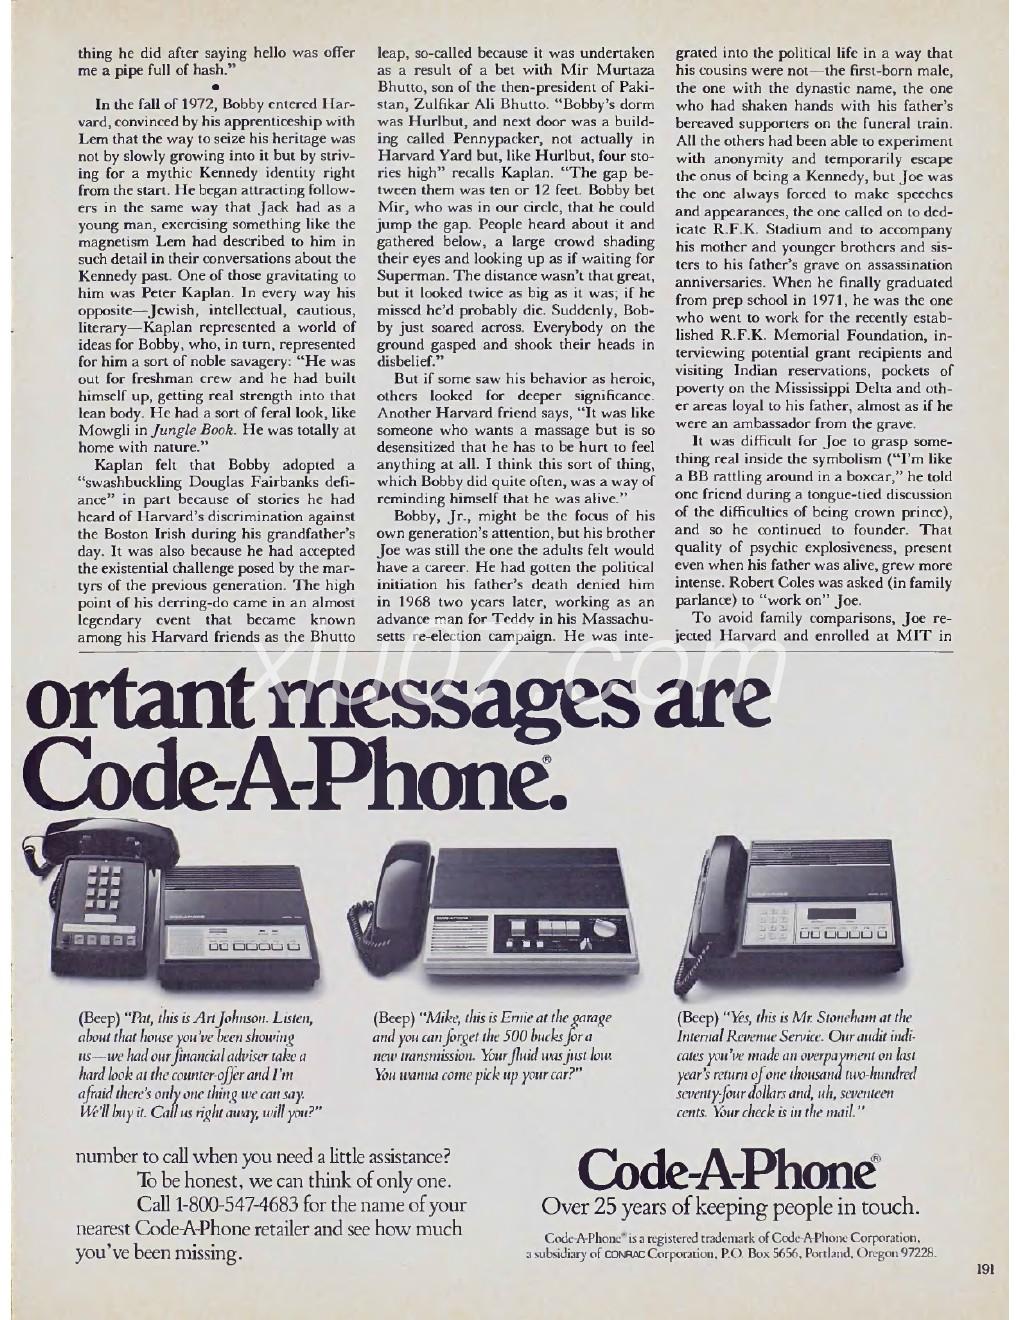 thing he did after saying hello was offer
me a pipe full of hash.”
•
In the fall of 1972, Bobby entered Har-
vard, convinced by his apprenticeship with
Lem that the way to seize his heritage was
not by slowly growing into it but by striv-
ing for a mythic Kennedy identity right
from the start. He began attracting follow-
ers in the same way that Jack had as a
young man, exercising something like the
magnetism Lem had described to him in
such detail in their conversations about the
Kennedy past. One of those gravitating to
him was Peter Kaplan. In every way his
opposite—Jewish, intellectual, cautious,
literary—Kaplan represented a world of
ideas for Bobby, who, in turn, represented
for him a sort of noble savagery: “He was
out for freshman crew and he had built
himself up, getting real strength into that
lean body. He had a sort of feral look, like
Mowgli in Jungle Book. He was totally at
home with nature.”
Kaplan felt that Bobby adopted a
“swashbuckling Douglas Fairbanks defi-
ance” in part because of stories he had
heard of Harvard’s discrimination against
the Boston Irish during his grandfather’s
day. It was also because he had accepted
the existential challenge posed by the mar-
tyrs of the previous generation. The high
point of his derring-do came in an almost
legendary event that became known
among his Harvard friends as the Bhutto
leap, so-called because it was undertaken
as a result of a bet with Mir Murtaza
Bhutto, son of the then-president of Paki-
stan, Zulfikar Ali Bhutto. “Bobby’s dorm
was Hurlbut, and next door was a build-
ing called Pennypacker, not actually in
Harvard Yard but, like Hurlbut, four sto-
ries high” recalls Kaplan. “The gap be-
tween them was ten or 12 feet. Bobby bet
Mir, who was in our circle, that he could
jump the gap. People heard about it and
gathered below, a large crowd shading
their eyes and looking up as if waiting for
Superman. The distance wasn’t that great,
but it looked twice as big as it was; if he
missed he’d probably die. Suddenly, Bob-
by just soared across. Everybody on the
ground gasped and shook their heads in
disbelief.”
But if some saw his behavior as heroic,
others looked for deeper significance.
Another Harvard friend says, “It was like
someone who wants a massage but is so
desensitized that he has to be hurt to feel
anything at all. I think this sort of thing,
which Bobby did quite often, was a way of
reminding himself that he was alive.”
Bobby, Jr., might be the focus of his
own generation’s attention, but his brother
Joe was still the one the adults felt would
have a career. He had gotten the political
initiation his father’s death denied him
in 1968 two years later, working as an
advance man for Teddy in his Massachu-
setts re-election campaign. He was inte-
grated into the political life in a way that
his cousins were not—the first-born male,
the one with the dynastic name, the one
who had shaken hands with his father’s
bereaved supporters on the funeral train.
All the others had been able to experiment
with anonymity and temporarily escape
the onus of being a Kennedy, but Joe was
the one always forced to make speeches
and appearances, the one called on to ded-
icate R.F.K. Stadium and to accompany
his mother and younger brothers and sis-
ters to his father’s grave on assassination
anniversaries. When he finally graduated
from prep school in 1971, he was the one
who went to work for the recently estab-
lished R.F.K. Memorial Foundation, in-
terviewing potential grant recipients and
visiting Indian reservations, pockets of
poverty on the Mississippi Delta and oth-
er areas loyal to his father, almost as if he
were an ambassador from the grave.
It was difficult for Joe to grasp some-
thing real inside the symbolism (“I’m like
a BB rattling around in a boxcar,” he told
one friend during a tongue-tied discussion
of the difficulties of being crown prince),
and so he continued to founder. That
quality of psychic explosiveness, present
even when his father was alive, grew more
intense. Robert Coles was asked (in family
parlance) to “work on” Joe.
To avoid family comparisons, Joe re-
jected Harvard and enrolled at MIT in
xiu07.com
ortant messages are
Code-A-Phone®.
(Beep) “Pat, this is Art Johnson. Listen,
about that house you’ve been showing
us—we had our financial adviser take a
hard look at the counter-offer and I’m
afraid there’s only one thing we can say.
We’ll buy it. Call us right away, will you?”
(Beep) “Mike, this is Ernie at the garage
and you can forget the 500 bucks for a
new transmission. Your fluid was just low.
You wanna come pick up your car?”
(Beep) “Yes, this is Mr. Stoneham at the
Internal Revenue Service. Our audit indi-
cates you’ve made an overpayment on last
year’s return of one thousand two-hundred
seventy-four dollars and, uh, seventeen
cents. Your check is in the mail.”
number to call when you need a little assistance?
To be honest, we can think of only one.
Call 1-800-547-4683 for the name of your
nearest Code-A-Phone retailer and see how much
you’ve been missing.
Code-A-Phone®
Over 25 years of keeping people in touch.
Code-A-Phone® is a registered trademark of Code-A-Phone Corporation,
a subsidiary of CONRAC Corporation, P.O. Box 5656, Portland, Oregon 97228.
191